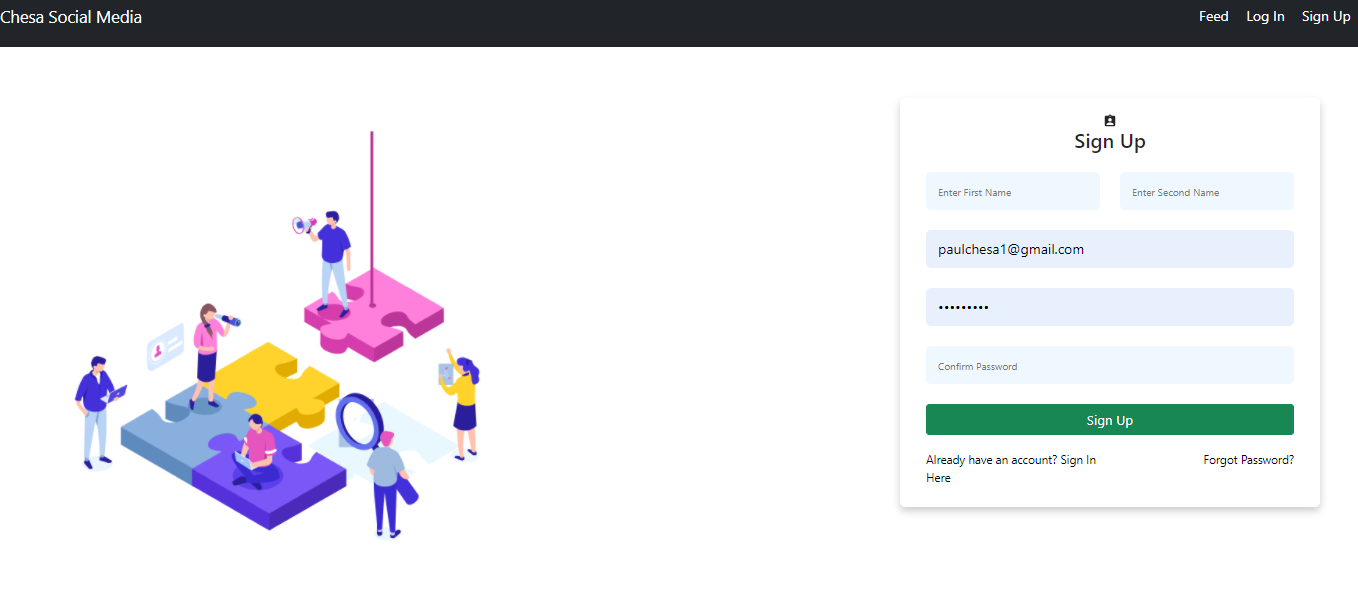 Chesa Social Media
Feed Log In Sign Up
Sign Up
Enter First Name Enter Second Name
paulchesa1@gmail.com
•••••••••
Confirm Password
Sign Up
Already have an account? Sign In Forgot Password?
Here